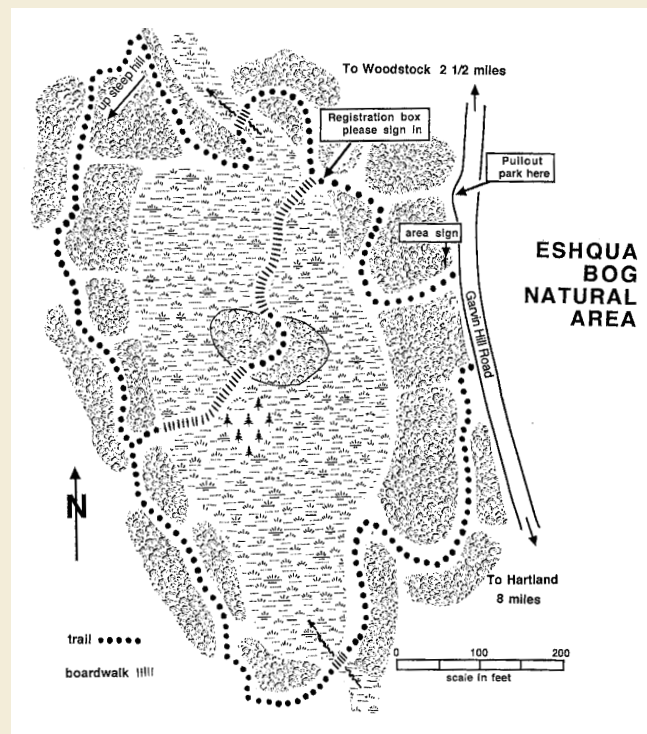 To Woodstock 2 1/2 miles
up steep hill
Registration box
please sign in
Pullout
park here
area sign
ESHQUA
BOG
NATURAL
AREA
Garvin Hill Road
N
To Hartland
8 miles
trail
boardwalk
0 100 200
scale in feet